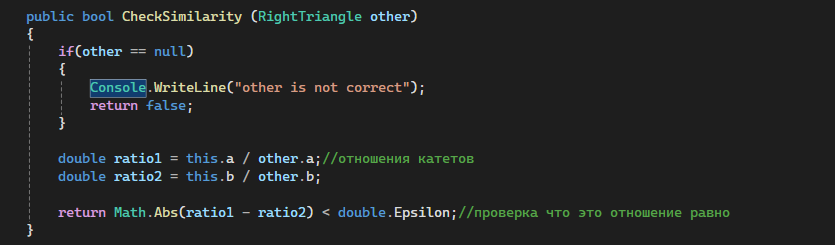 public bool CheckSimilarity (RightTriangle other)
{
if(other == null)
{
Console.WriteLine("other is not correct");
return false;
}
double ratio1 = this.a / other.a;//отношения катетов
double ratio2 = this.b / other.b;
return Math.Abs(ratio1 - ratio2) < double.Epsilon;//проверка что это отношение равно
}